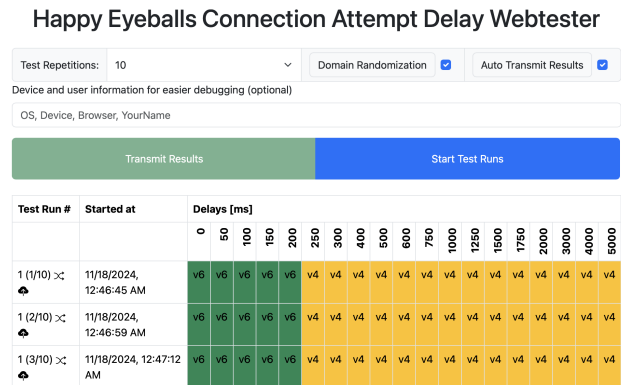 Happy Eyeballs Connection Attempt Delay Webtester
Test Repetitions: 10 Domain Randomization Auto Transmit Results
Device and user information for easier debugging (optional)
OS, Device, Browser, YourName
Transmit Results Start Test Runs
Test Run # Started at Delays [ms]
0 50 100 150 200 250 300 400 500 600 750 1000 1250 1500 1750 2000 3000 4000 5000
1 (1/10) 11/18/2024, 12:46:45 AM v6 v6 v6 v6 v6 v4 v4 v4 v4 v4 v4 v4 v4 v4 v4 v4 v4 v4 v4
1 (2/10) 11/18/2024, 12:46:59 AM v6 v6 v6 v6 v6 v4 v4 v4 v4 v4 v4 v4 v4 v4 v4 v4 v4 v4 v4
1 (3/10) 11/18/2024, 12:47:12 AM v6 v6 v6 v6 v6 v4 v4 v4 v4 v4 v4 v4 v4 v4 v4 v4 v4 v4 v4